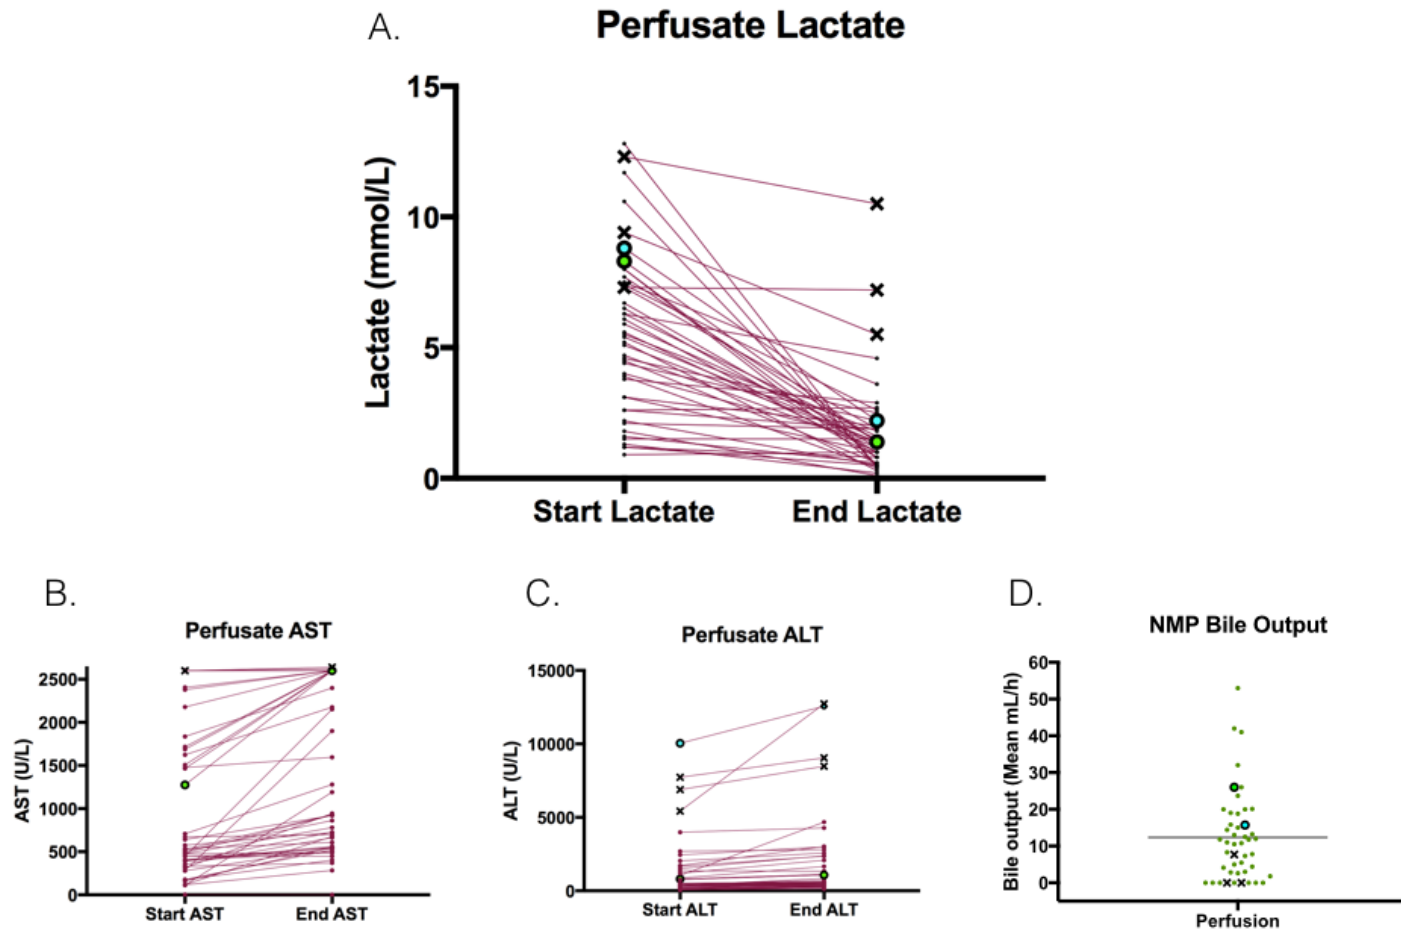 A.
Perfusate Lactate
Lactate (mmol/L)
15
10
5
0
Start Lactate
End Lactate
B.
Perfusate AST
AST (U/L)
2500
2000
1500
1000
500
0
Start AST
End AST
C.
Perfusate ALT
ALT (U/L)
15000
10000
5000
0
Start ALT
End ALT
D.
NMP Bile Output
Bile output (Mean mL/h)
60
50
40
30
20
10
0
Perfusion